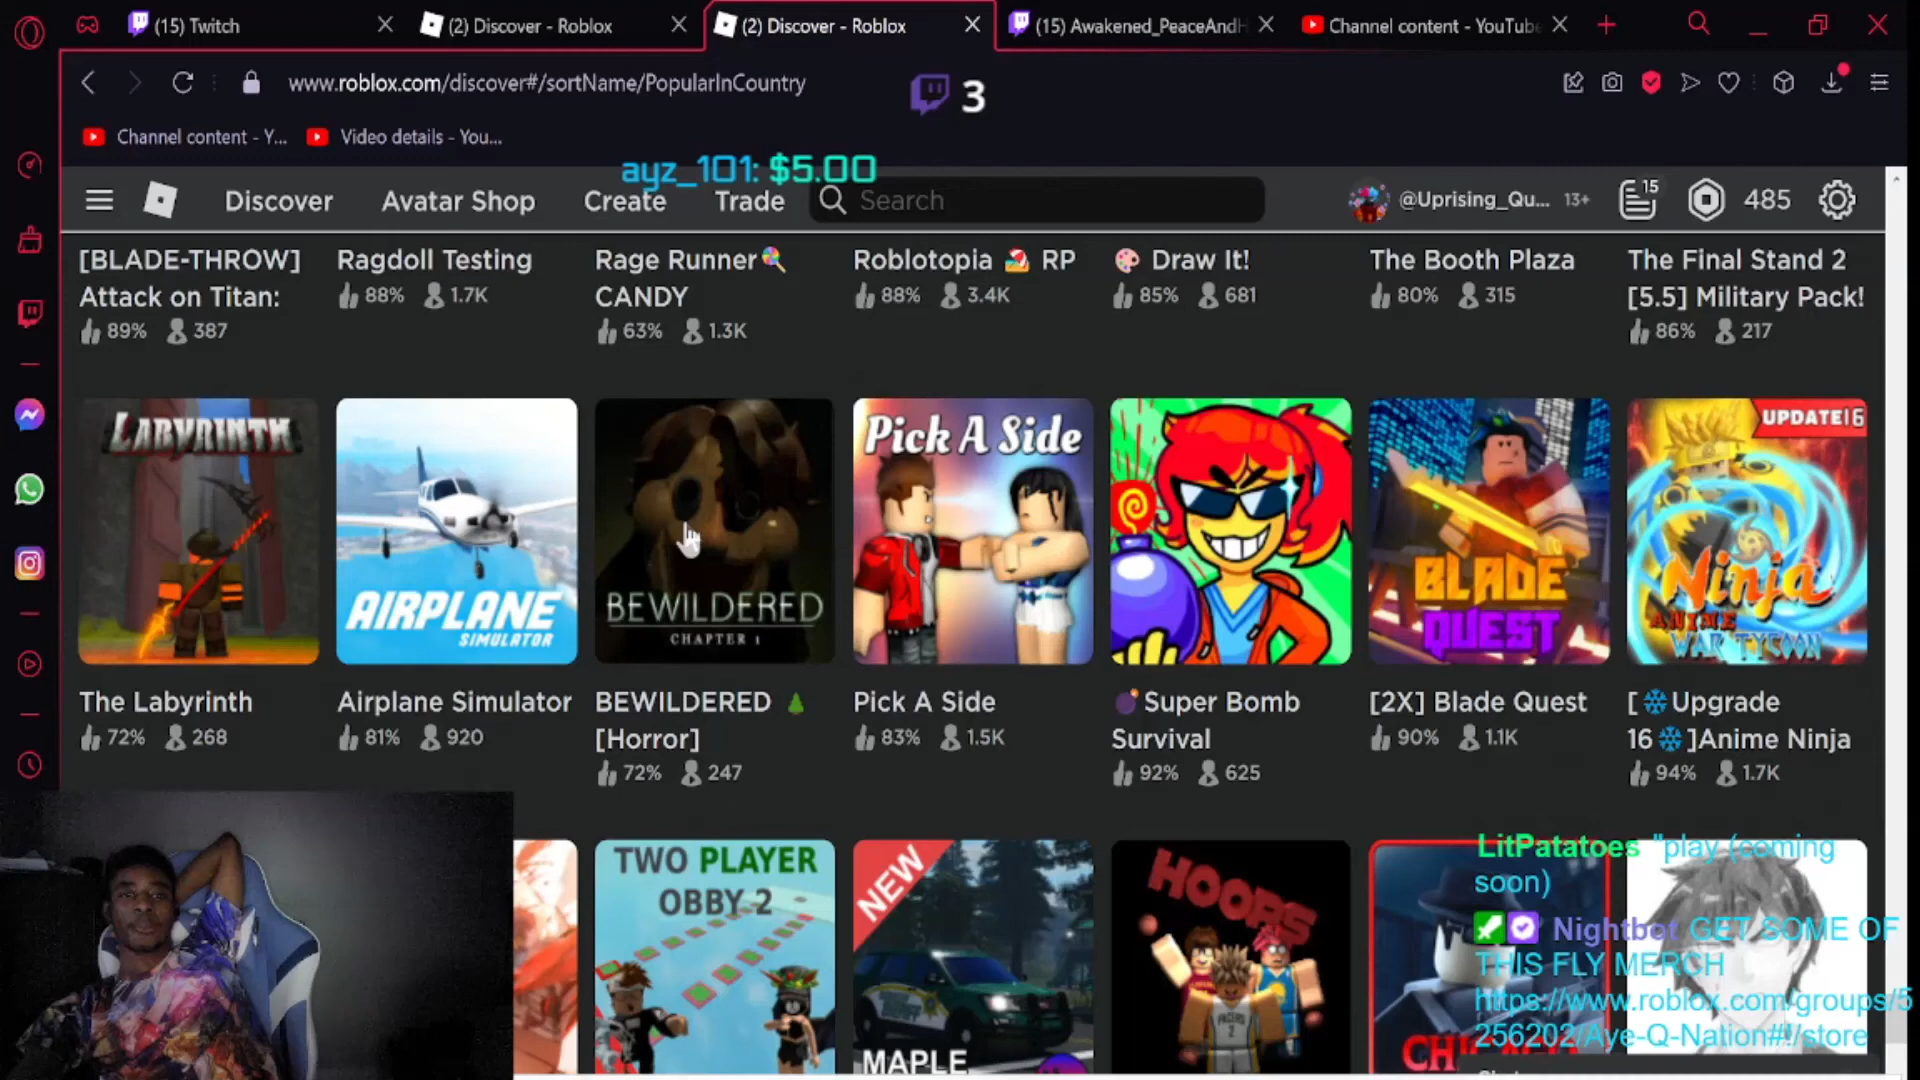 (15) Twitch
(2) Discover - Roblox
(2) Discover - Roblox
(15) Awakened_PeaceAndH
Channel content - YouTube
www.roblox.com/discover#/sortName/PopularInCountry
3
Channel content - Y...
Video details - You...
ayz_101: $5.00
Discover
Avatar Shop
Create
Trade
Search
@Uprising_Qu...
13+
15
485
[BLADE-THROW]
Attack on Titan:
89% 387
Ragdoll Testing
88% 1.7K
Rage Runner
CANDY
63% 1.3K
Roblotopia RP
88% 3.4K
Draw It!
85% 681
The Booth Plaza
80% 315
The Final Stand 2
[5.5] Military Pack!
86% 217
LABYRINTH
AIRPLANE
SIMULATOR
BEWILDERED
CHAPTER 1
Pick A Side
BLADE
QUEST
UPDATE16
Ninja
ANIME
WAR TYCOON
The Labyrinth
72% 268
Airplane Simulator
81% 920
BEWILDERED
[Horror]
72% 247
Pick A Side
83% 1.5K
Super Bomb
Survival
92% 625
[2X] Blade Quest
90% 1.1K
[ Upgrade
16 ]Anime Ninja
94% 1.7K
TWO PLAYER
OBBY 2
NEW
MAPLE
HOOPS
LitPatatoes "play (coming
soon)
Nightbot GET SOME OF
THIS FLY MERCH
https://www.roblox.com/groups/5
256202/Aye-Q-Nation#!/store